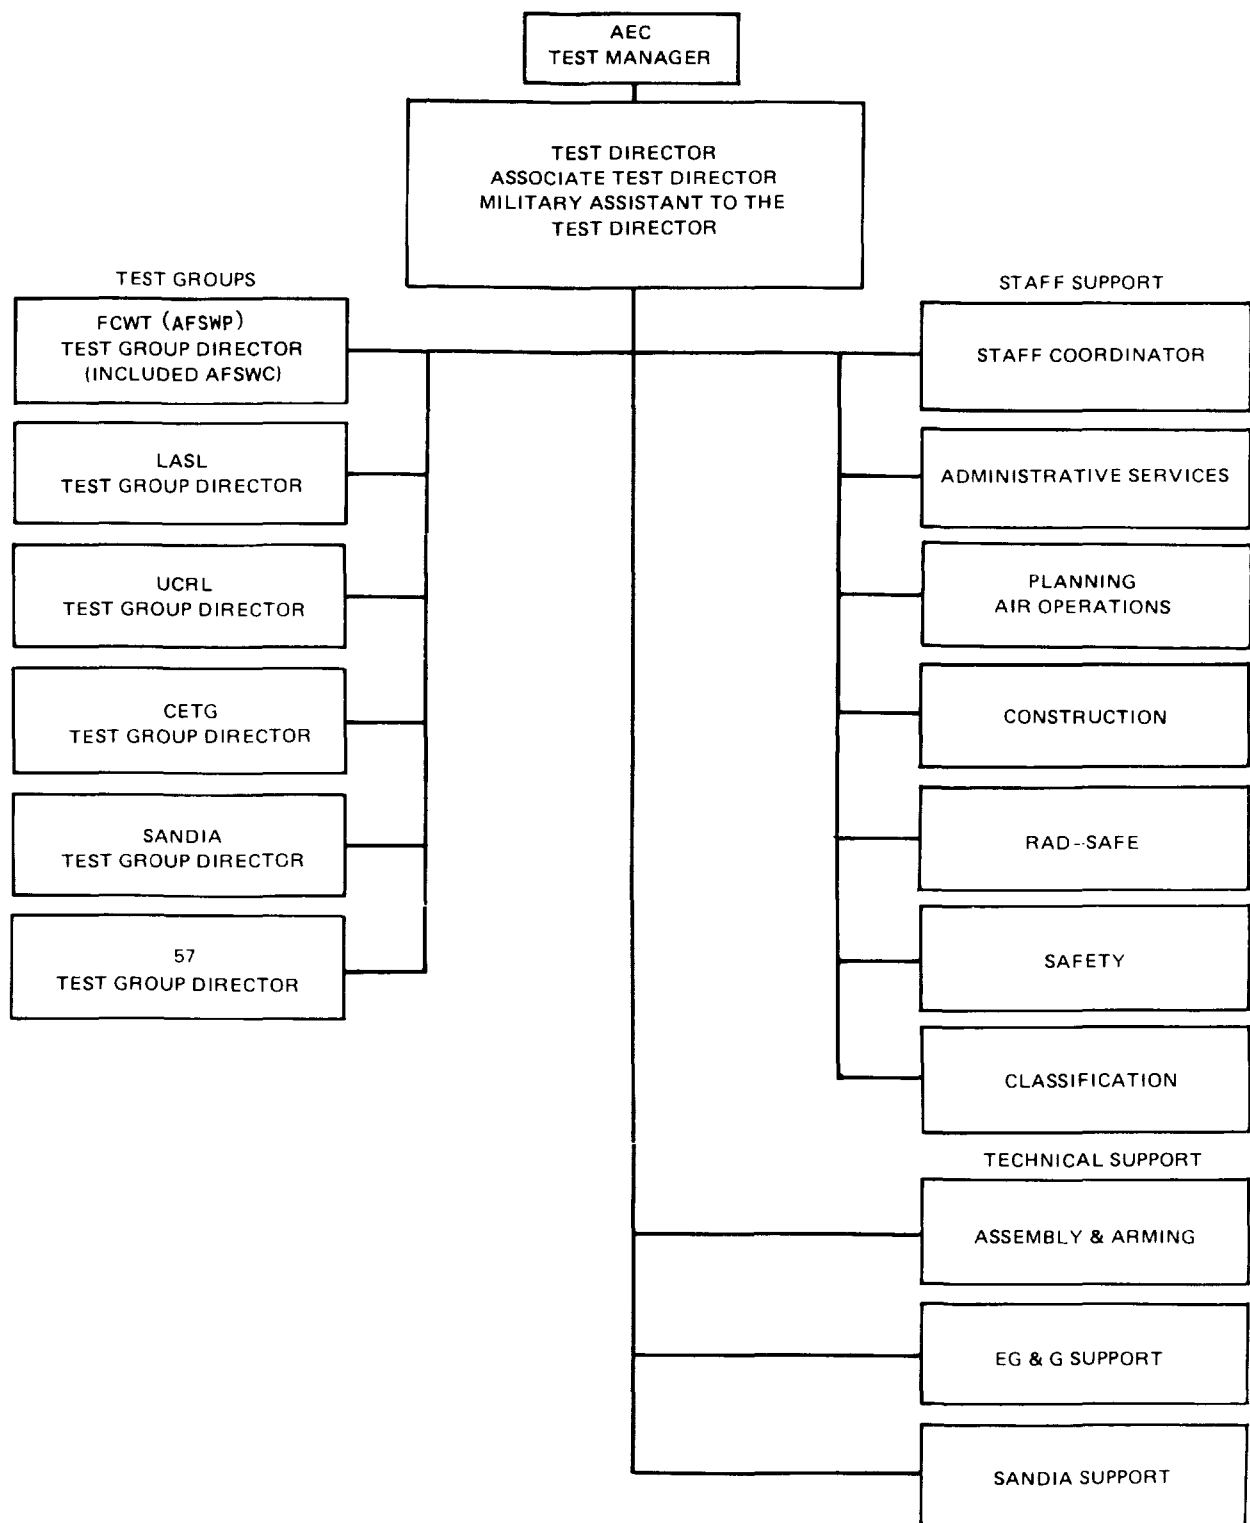 AEC
TEST MANAGER
TEST DIRECTOR
ASSOCIATE TEST DIRECTOR
MILITARY ASSISTANT TO THE
TEST DIRECTOR
TEST GROUPS
FCWT (AFSWP)
TEST GROUP DIRECTOR
(INCLUDED AFSWC)
LASL
TEST GROUP DIRECTOR
UCRL
TEST GROUP DIRECTOR
CETG
TEST GROUP DIRECTOR
SANDIA
TEST GROUP DIRECTOR
57
TEST GROUP DIRECTOR
STAFF SUPPORT
STAFF COORDINATOR
ADMINISTRATIVE SERVICES
PLANNING
AIR OPERATIONS
CONSTRUCTION
RAD-SAFE
SAFETY
CLASSIFICATION
TECHNICAL SUPPORT
ASSEMBLY & ARMING
EG & G SUPPORT
SANDIA SUPPORT